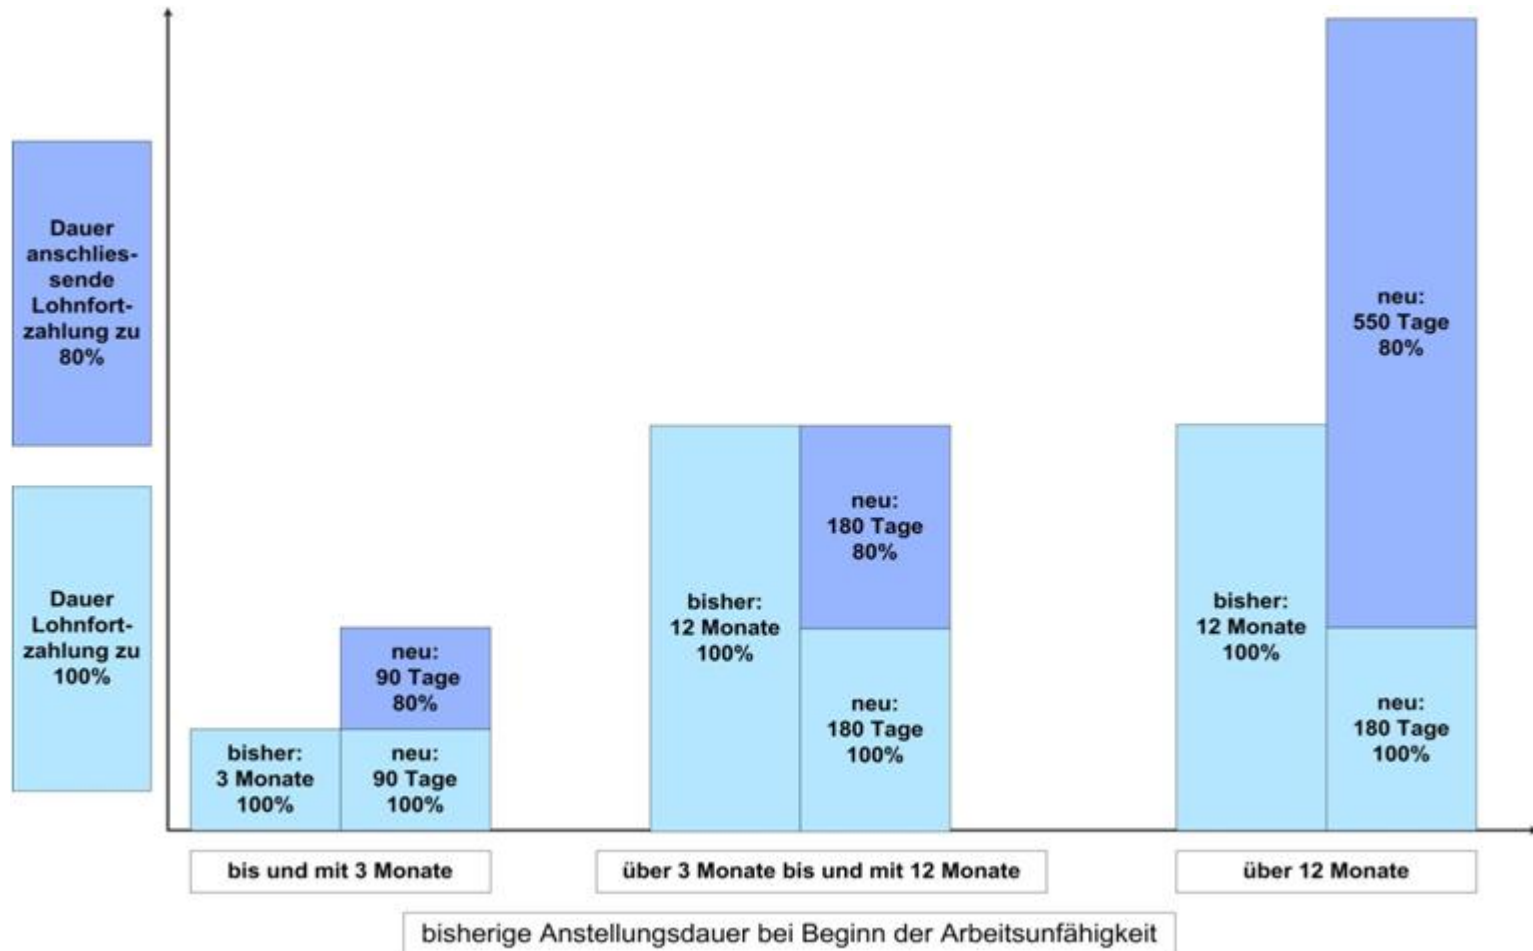 Dauer
anschlies-
sende
Lohnfort-
zahlung zu
80%
Dauer
Lohnfort-
zahlung zu
100%
bisher:
3 Monate
100%
neu:
90 Tage
80%
neu:
90 Tage
100%
bisher:
12 Monate
100%
neu:
180 Tage
80%
neu:
180 Tage
100%
bisher:
12 Monate
100%
neu:
550 Tage
80%
neu:
180 Tage
100%
bis und mit 3 Monate
über 3 Monate bis und mit 12 Monate
über 12 Monate
bisherige Anstellungsdauer bei Beginn der Arbeitsunfähigkeit